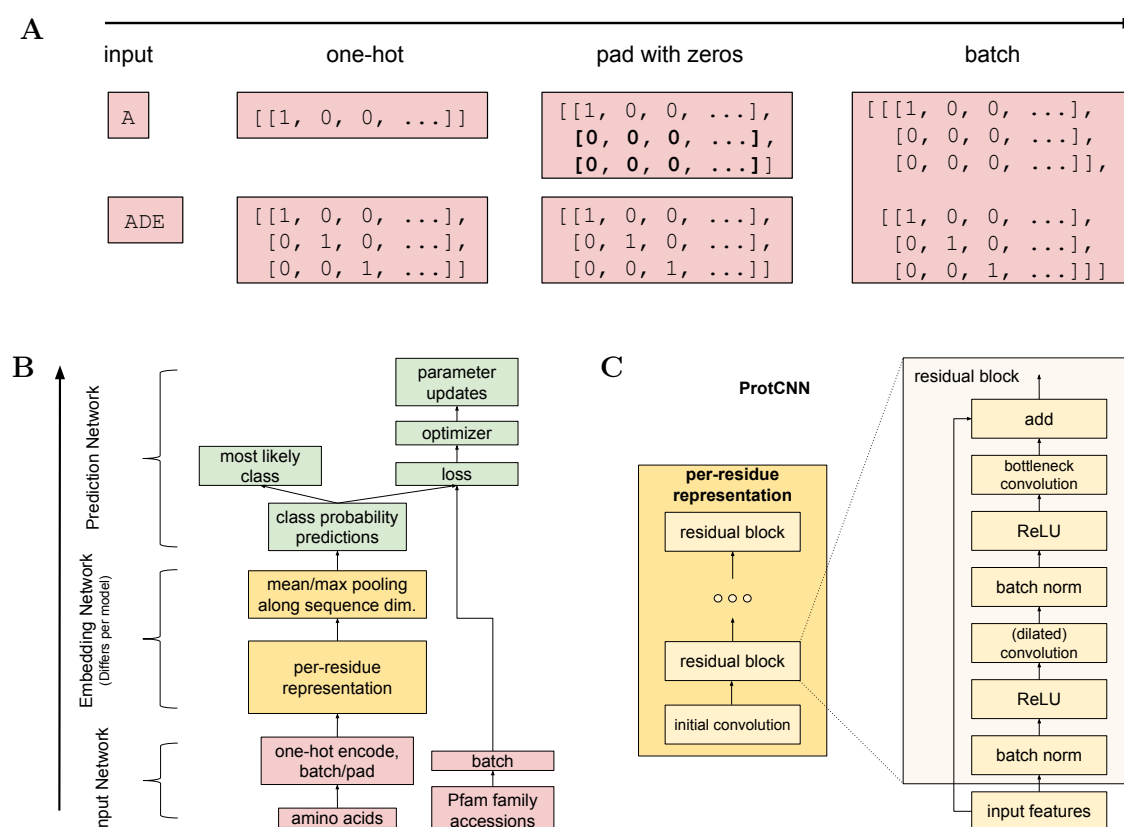 A
input
one-hot
pad with zeros
batch
A
[[1, 0, 0, ...]]
[[1, 0, 0, ...],
[0, 0, 0, ...],
[0, 0, 0, ...]]
[[[1, 0, 0, ...],
[0, 0, 0, ...],
[0, 0, 0, ...]],
ADE
[[1, 0, 0, ...],
[0, 1, 0, ...],
[0, 0, 1, ...]]
[[1, 0, 0, ...],
[0, 1, 0, ...],
[0, 0, 1, ...]]
[[1, 0, 0, ...],
[0, 1, 0, ...],
[0, 0, 1, ...]]]
B
Prediction Network
Embedding Network
(Differs per model)
Input Network
parameter
updates
optimizer
most likely
class
loss
class probability
predictions
mean/max pooling
along sequence dim.
per-residue
representation
one-hot encode,
batch/pad
batch
amino acids
Pfam family
accessions
C
ProtCNN
per-residue
representation
residual block
residual block
initial convolution
residual block
add
bottleneck
convolution
ReLU
batch norm
(dilated)
convolution
ReLU
batch norm
input features